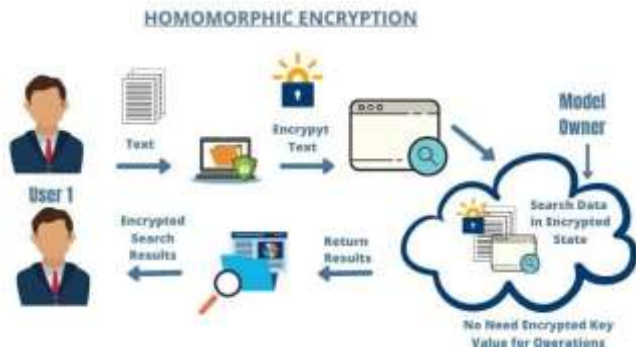 HOMOMORPHIC ENCRYPTION
Text
Encrypyt
Text
Model
Owner
User 1
Encrypted
Search
Results
Return
Results
Search Data
in Encrypted
State
No Need Encrypted Key
Value for Operations